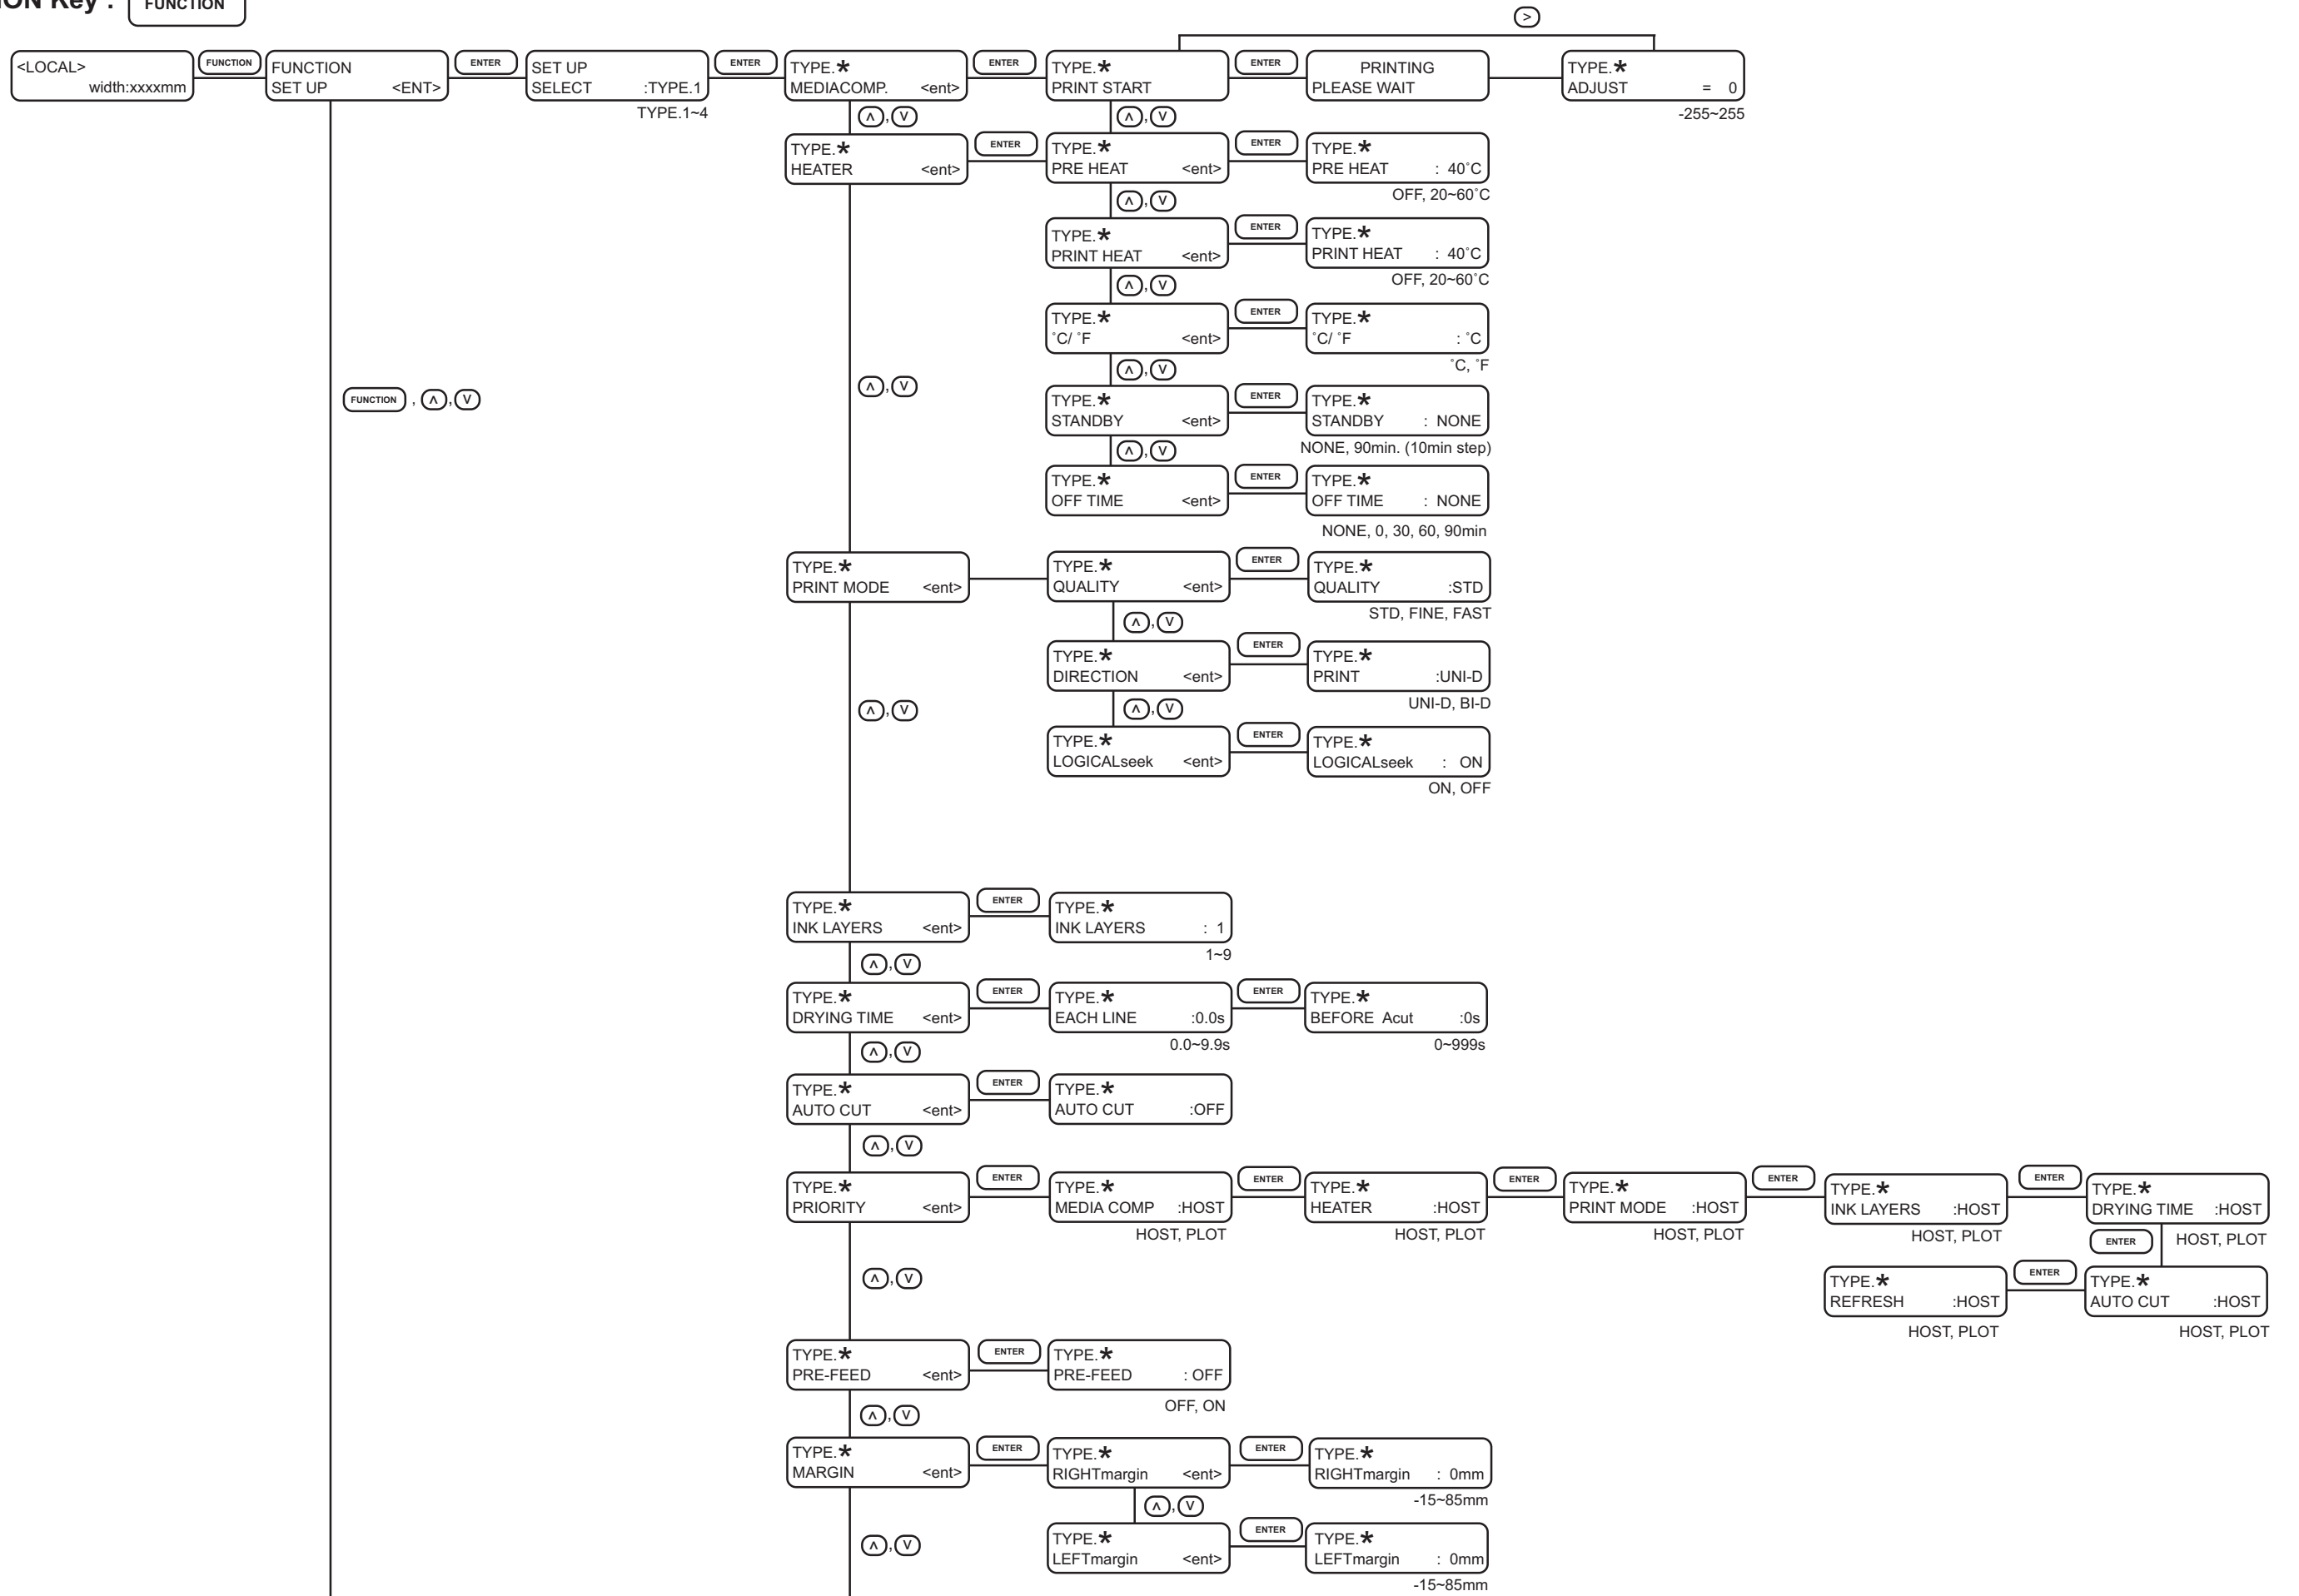 ION Key :
FUNCTION
>
<LOCAL>
width:xxxxmm
FUNCTION
FUNCTION
SET UP <ENT>
ENTER
SET UP
SELECT :TYPE.1
TYPE.1~4
ENTER
TYPE.*
MEDIACOMP. <ent>
ENTER
TYPE.*
PRINT START
ENTER
PRINTING
PLEASE WAIT
TYPE.*
ADJUST = 0
-255~255
∧,∨
∧,∨
TYPE.*
HEATER <ent>
ENTER
TYPE.*
PRE HEAT <ent>
ENTER
TYPE.*
PRE HEAT : 40˚C
OFF, 20~60˚C
∧,∨
TYPE.*
PRINT HEAT <ent>
ENTER
TYPE.*
PRINT HEAT : 40˚C
OFF, 20~60˚C
∧,∨
TYPE.*
˚C/ ˚F <ent>
ENTER
TYPE.*
˚C/ ˚F : ˚C
˚C, ˚F
∧,∨
∧,∨
FUNCTION , ∧,∨
TYPE.*
STANDBY <ent>
ENTER
TYPE.*
STANDBY : NONE
NONE, 90min. (10min step)
∧,∨
TYPE.*
OFF TIME <ent>
ENTER
TYPE.*
OFF TIME : NONE
NONE, 0, 30, 60, 90min
TYPE.*
PRINT MODE <ent>
TYPE.*
QUALITY <ent>
ENTER
TYPE.*
QUALITY :STD
STD, FINE, FAST
∧,∨
TYPE.*
DIRECTION <ent>
ENTER
TYPE.*
PRINT :UNI-D
UNI-D, BI-D
∧,∨
∧,∨
TYPE.*
LOGICALseek <ent>
ENTER
TYPE.*
LOGICALseek : ON
ON, OFF
TYPE.*
INK LAYERS <ent>
ENTER
TYPE.*
INK LAYERS : 1
1~9
∧,∨
TYPE.*
DRYING TIME <ent>
ENTER
TYPE.*
EACH LINE :0.0s
0.0~9.9s
ENTER
TYPE.*
BEFORE Acut :0s
0~999s
∧,∨
TYPE.*
AUTO CUT <ent>
ENTER
TYPE.*
AUTO CUT :OFF
∧,∨
TYPE.*
PRIORITY <ent>
ENTER
TYPE.*
MEDIA COMP :HOST
HOST, PLOT
ENTER
TYPE.*
HEATER :HOST
HOST, PLOT
ENTER
TYPE.*
PRINT MODE :HOST
HOST, PLOT
ENTER
TYPE.*
INK LAYERS :HOST
HOST, PLOT
ENTER
TYPE.*
DRYING TIME :HOST
HOST, PLOT
ENTER
TYPE.*
AUTO CUT :HOST
HOST, PLOT
ENTER
TYPE.*
REFRESH :HOST
HOST, PLOT
∧,∨
TYPE.*
PRE-FEED <ent>
ENTER
TYPE.*
PRE-FEED : OFF
OFF, ON
∧,∨
TYPE.*
MARGIN <ent>
ENTER
TYPE.*
RIGHTmargin <ent>
ENTER
TYPE.*
RIGHTmargin : 0mm
-15~85mm
∧,∨
∧,∨
TYPE.*
LEFTmargin <ent>
ENTER
TYPE.*
LEFTmargin : 0mm
-15~85mm